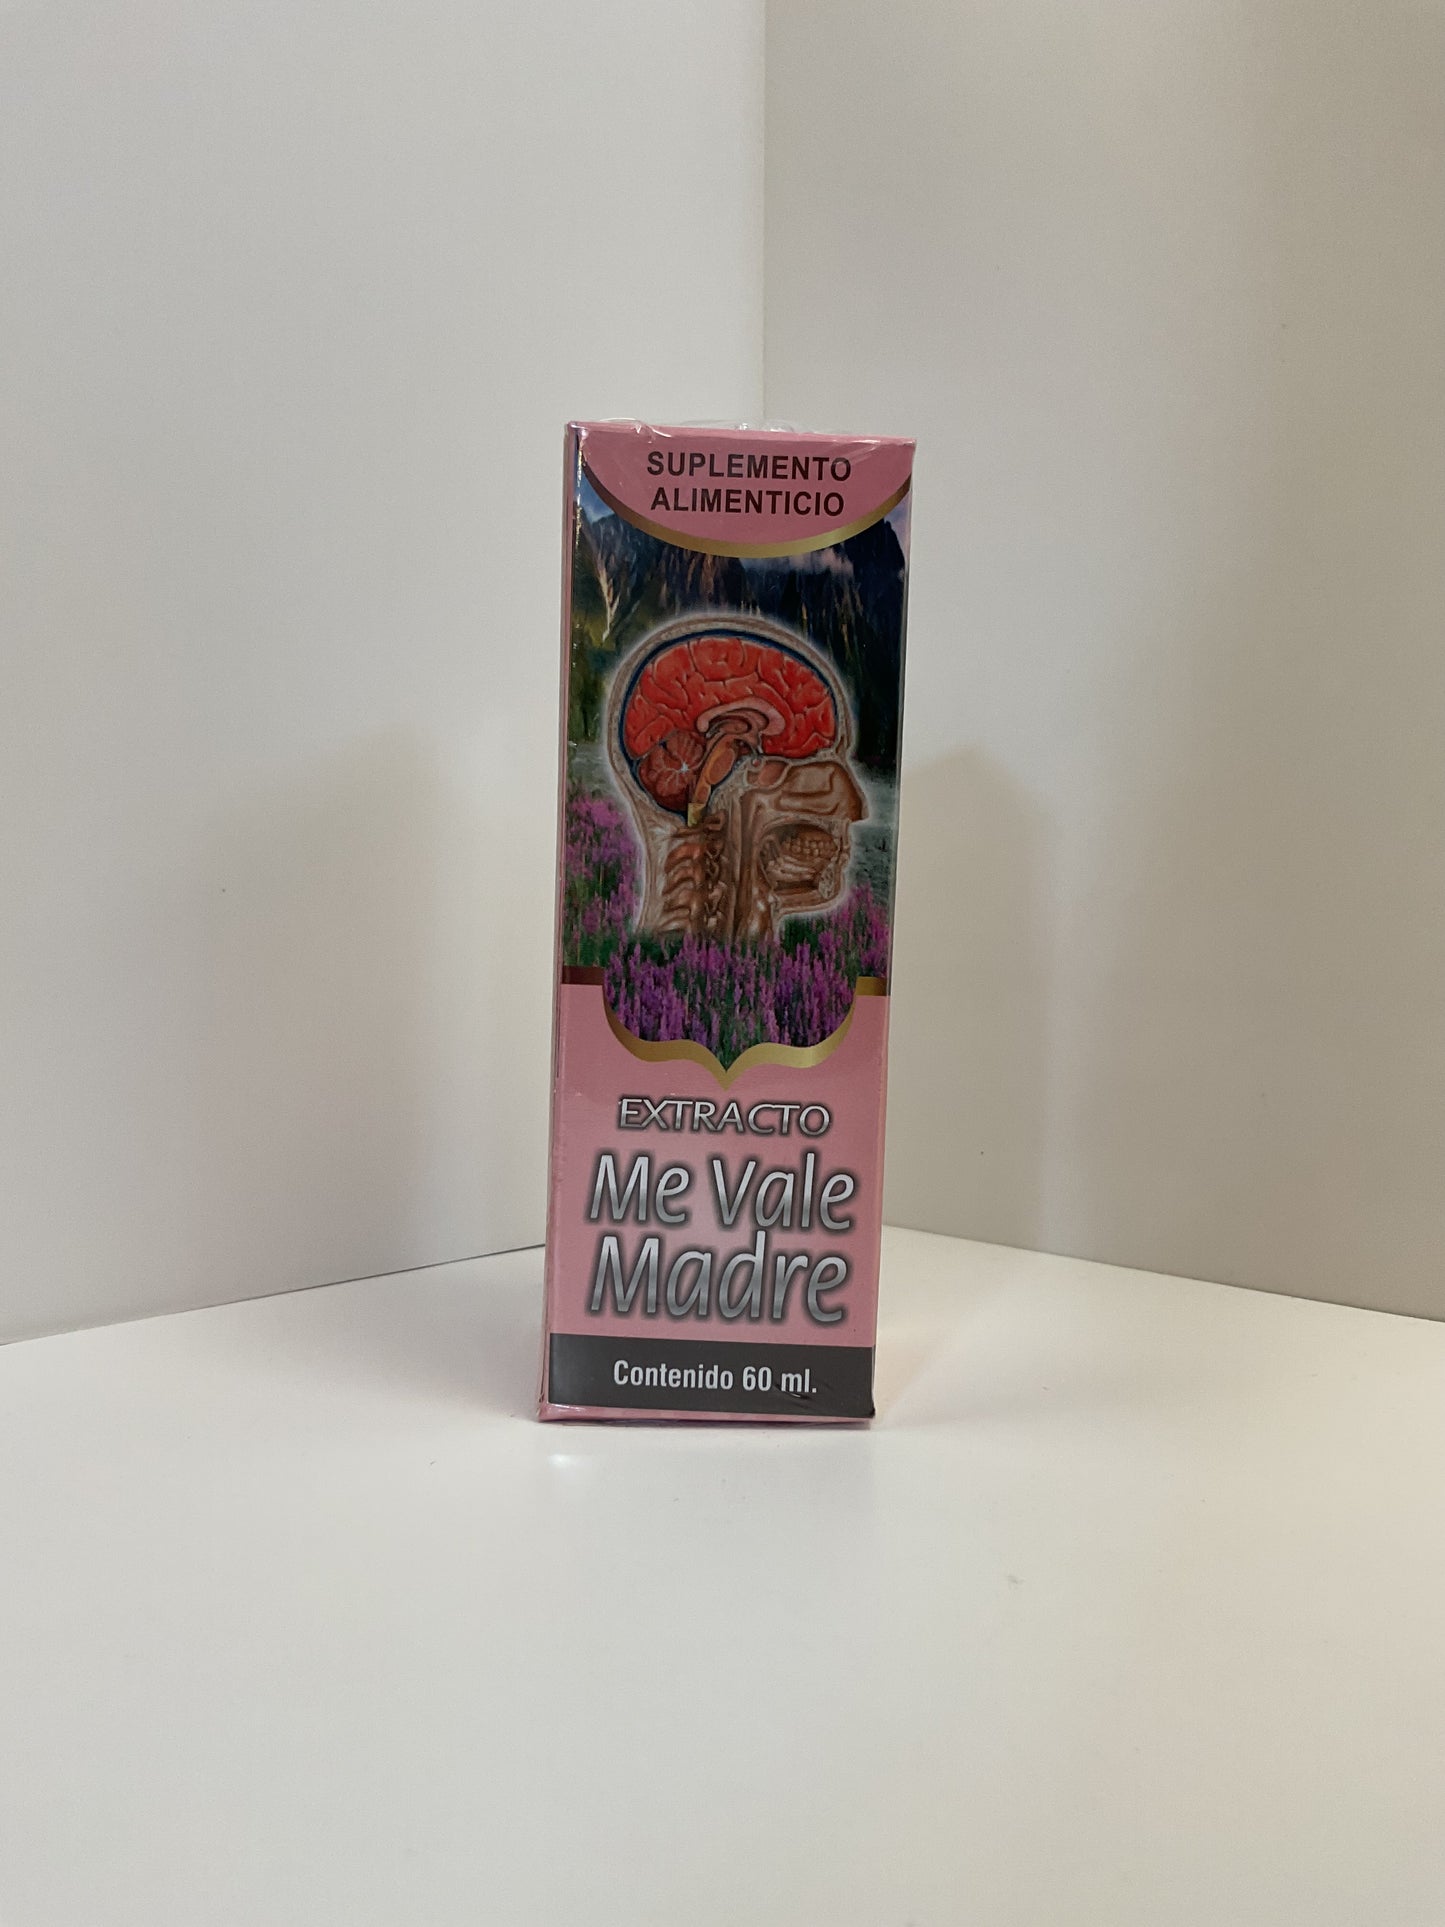 SUPLEMENTO
ALIMENTICIO
EXTRACTO
Me Vale
Madre
Contenido 60 ml.